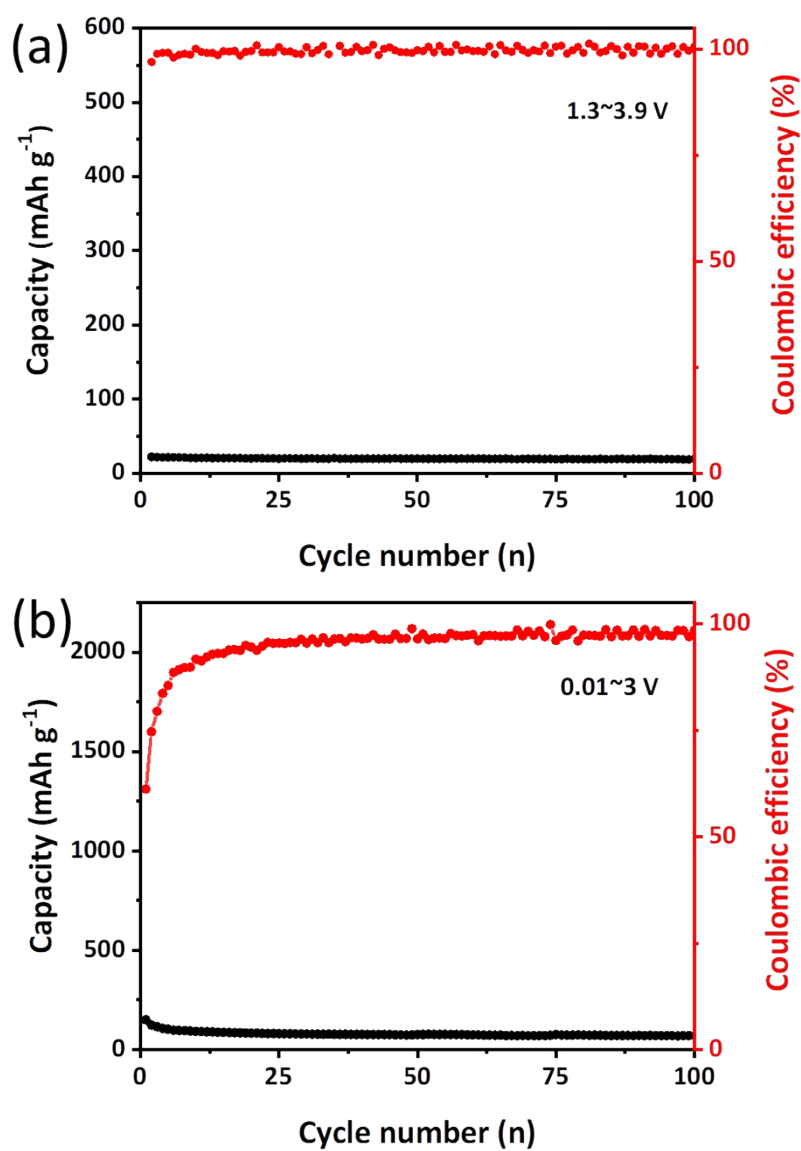 (a)
600
500
400
300
200
100
0
Capacity (mAh g-1)
1.3~3.9 V
100
50
0
Coulombic efficiency (%)
0 25 50 75 100
Cycle number (n)
(b)
2000
1500
1000
500
0
Capacity (mAh g-1)
0.01~3 V
100
50
0
Coulombic efficiency (%)
0 25 50 75 100
Cycle number (n)